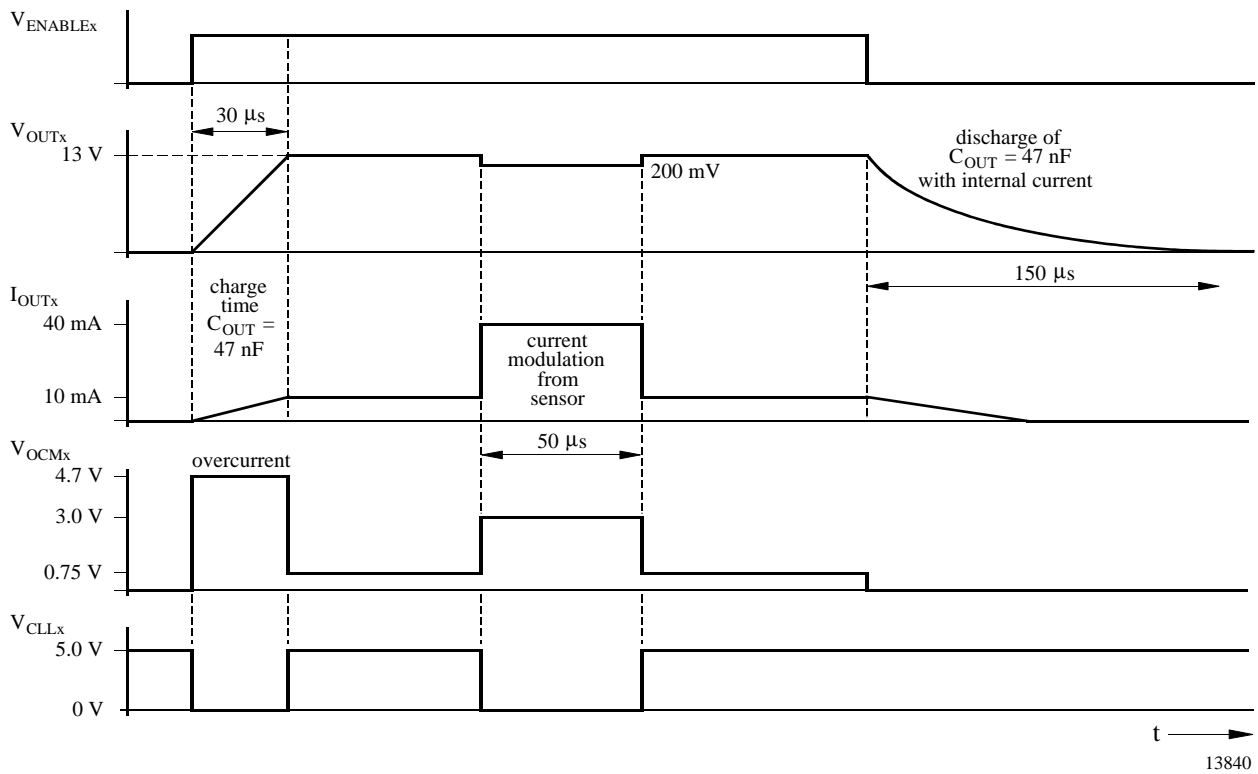 VENABLEx
30 μs
VOUTx
13 V
200 mV
discharge of
COUT = 47 nF
with internal current
150 μs
IOUTx
40 mA
10 mA
charge
time
COUT =
47 nF
current
modulation
from
sensor
50 μs
VOCMx
overcurrent
4.7 V
3.0 V
0.75 V
VCLLx
5.0 V
0 V
t
13840